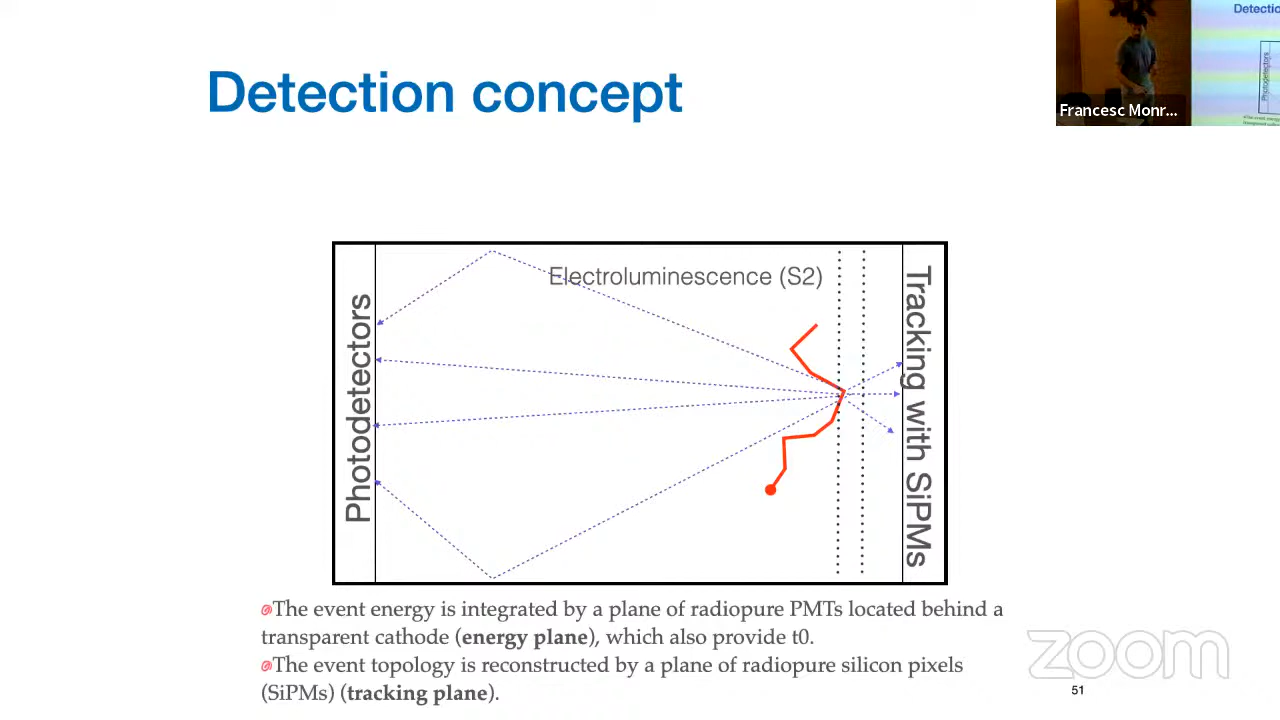 Detection concept
Francesc Monr...
Detectio
Photodetectors
Electroluminescence (S2)
Photodetectors
Tracking with SiPMs
The event energy is integrated by a plane of radiopure PMTs located behind a
transparent cathode (energy plane), which also provide t0.
The event topology is reconstructed by a plane of radiopure silicon pixels
(SiPMs) (tracking plane).
zoom
51